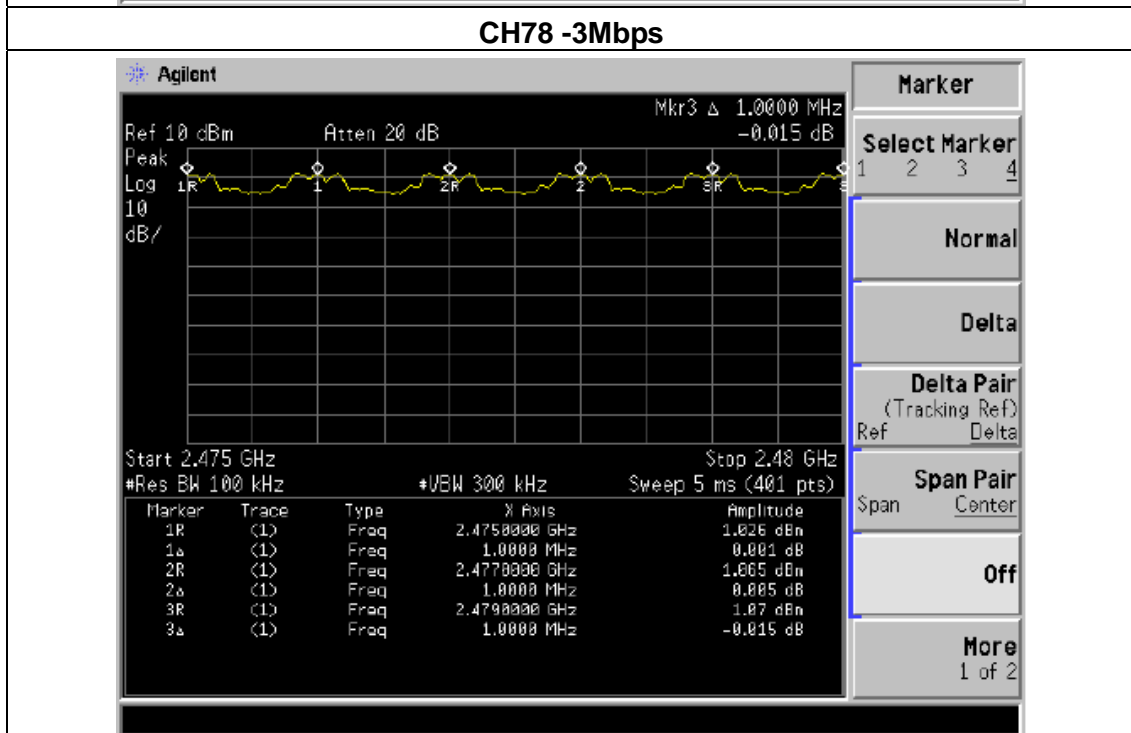 CH78 -3Mbps
Agilent
Marker
Mkr3 Δ 1.0000 MHz
Ref 10 dBm Atten 20 dB -0.015 dB
Peak
Log
10
dB/
1R 1 2R 2 3R 3
Start 2.475 GHz Stop 2.48 GHz
#Res BW 100 kHz #VBW 300 kHz Sweep 5 ms (401 pts)
Marker Trace Type X Axis Amplitude
1R (1) Freq 2.4750000 GHz 1.026 dBm
1Δ (1) Freq 1.0000 MHz 0.001 dB
2R (1) Freq 2.4770000 GHz 1.065 dBm
2Δ (1) Freq 1.0000 MHz 0.005 dB
3R (1) Freq 2.4790000 GHz 1.07 dBm
3Δ (1) Freq 1.0000 MHz -0.015 dB
Select Marker
1 2 3 4
Normal
Delta
Delta Pair
(Tracking Ref)
Ref Delta
Span Pair
Span Center
Off
More
1 of 2